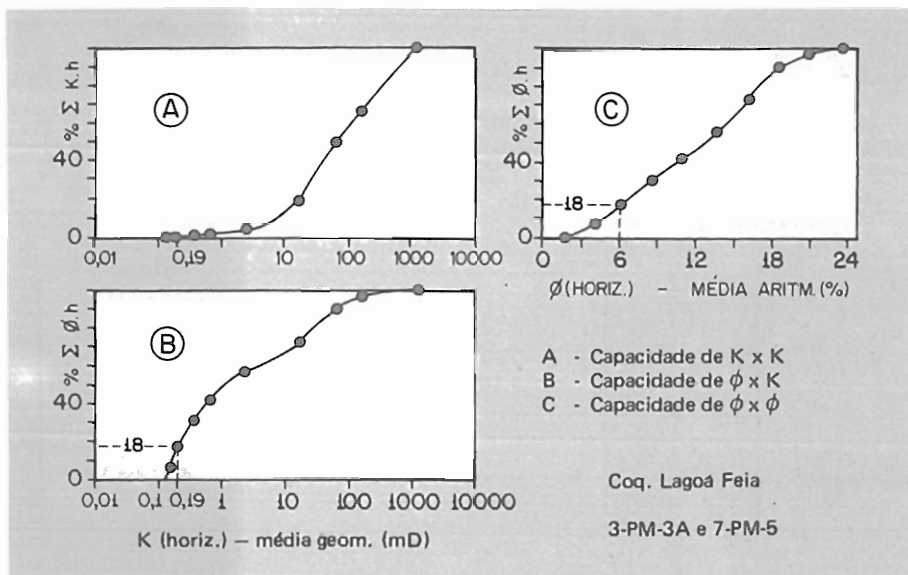 % Σ K.h
40
0
A
0,01
0,19
1
10
100
1000
10000
% Σ Ø.h
40
0
18
C
0
6
12
18
24
Ø (HORIZ.) – MÉDIA ARITM. (%)
% Σ Ø.h
40
0
18
B
0,01
0,1
0,19
1
10
100
1000
10000
K (horiz.) – média geom. (mD)
A - Capacidade de K x K
B - Capacidade de ϕ x K
C - Capacidade de ϕ x ϕ
Coq. Lagoa Feia
3-PM-3A e 7-PM-5